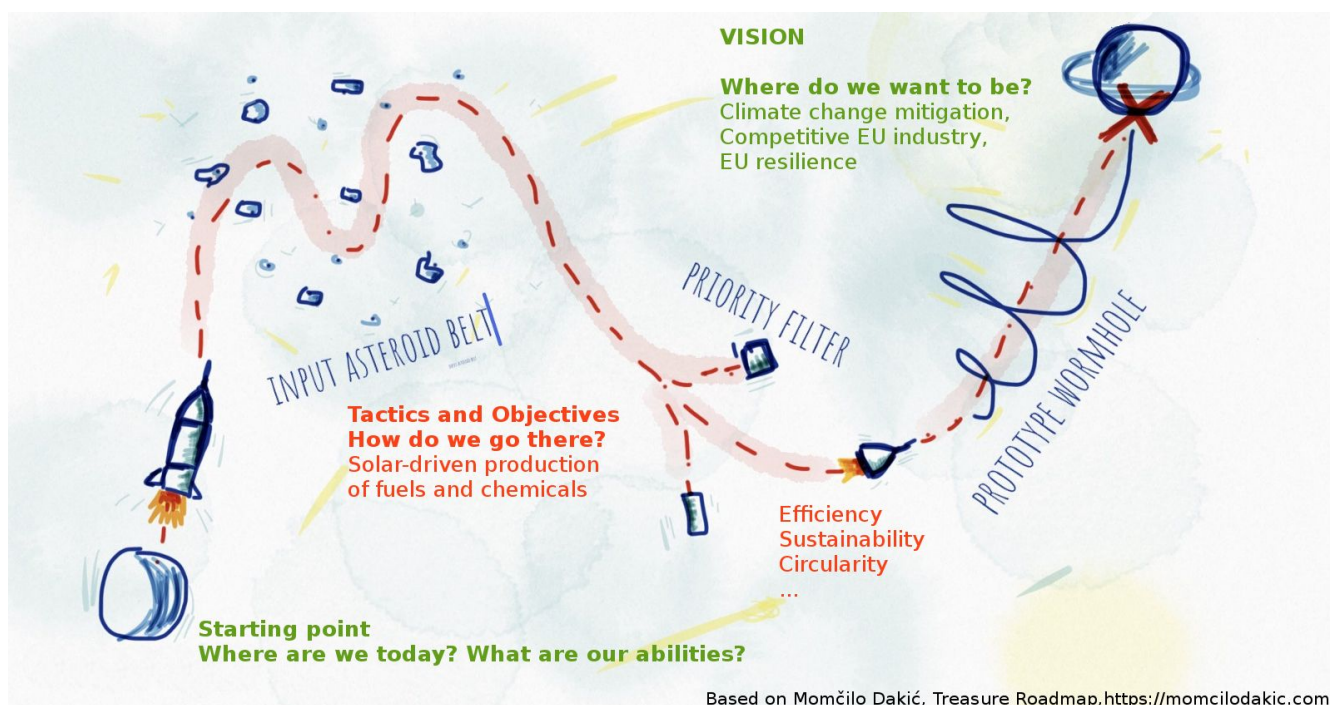 VISION
Where do we want to be?
Climate change mitigation,
Competitive EU industry,
EU resilience
PRIORITY FILTER
INPUT ASTEROID BELT
PROTOTYPE WORMHOLE
Tactics and Objectives
How do we go there?
Solar-driven production
of fuels and chemicals
Efficiency
Sustainability
Circularity
...
Starting point
Where are we today? What are our abilities?
Based on Momčilo Dakić, Treasure Roadmap,https://momcilodakic.com